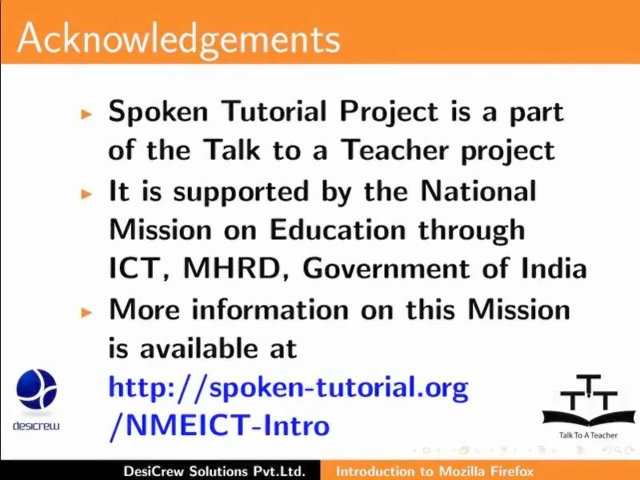 Acknowledgements
Spoken Tutorial Project is a part
of the Talk to a Teacher project
It is supported by the National
Mission on Education through
ICT, MHRD, Government of India
More information on this Mission
is available at
http://spoken-tutorial.org
/NMEICT-Intro
desicrew
TTT
Talk To A Teacher
DesiCrew Solutions Pvt.Ltd.
Introduction to Mozilla Firefox